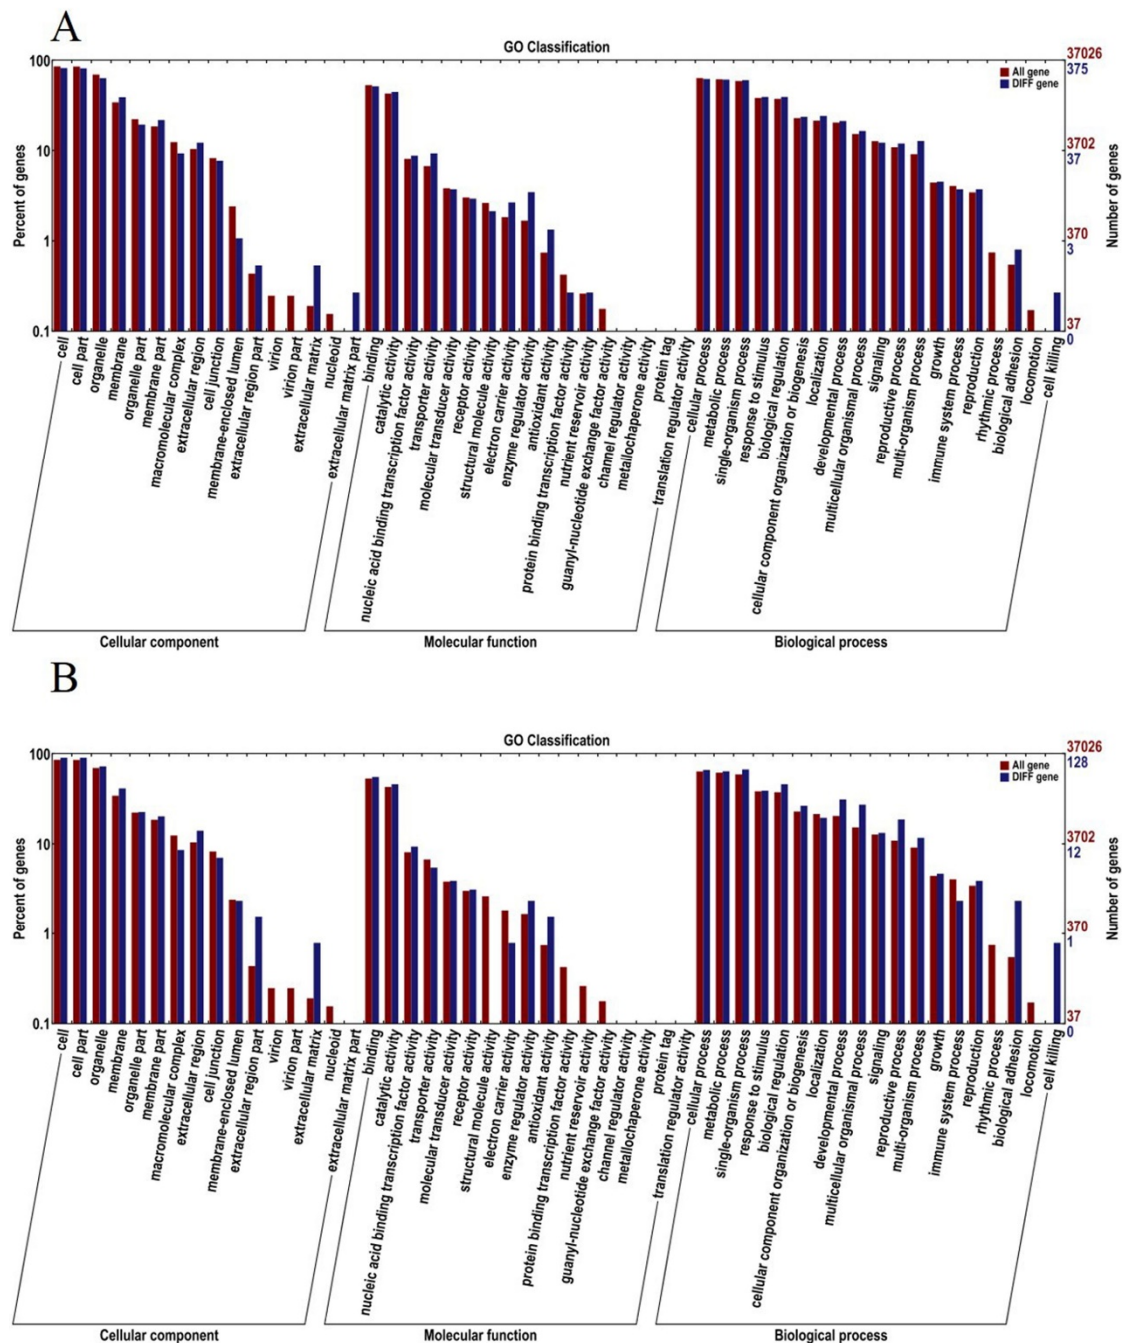 A
GO Classification
100
10
1
0.1
Percent of genes
37026
375
3702
37
370
3
37
0
Number of genes
All gene
DIFF gene
cell
cell part
organelle
membrane
organelle part
membrane part
macromolecular complex
extracellular region
cell junction
membrane-enclosed lumen
extracellular region part
virion
virion part
extracellular matrix
nucleoid
extracellular matrix part
binding
catalytic activity
nucleic acid binding transcription factor activity
transporter activity
molecular transducer activity
receptor activity
structural molecule activity
electron carrier activity
enzyme regulator activity
antioxidant activity
protein binding transcription factor activity
nutrient reservoir activity
guanyl-nucleotide exchange factor activity
channel regulator activity
metallochaperone activity
protein tag
translation regulator activity
cellular process
metabolic process
single-organism process
response to stimulus
biological regulation
cellular component organization or biogenesis
localization
developmental process
multicellular organismal process
signaling
reproductive process
multi-organism process
growth
immune system process
reproduction
rhythmic process
biological adhesion
locomotion
cell killing
Cellular component
Molecular function
Biological process
B
GO Classification
100
10
1
0.1
Percent of genes
37026
128
3702
12
370
1
37
0
Number of genes
All gene
DIFF gene
cell
cell part
organelle
membrane
organelle part
membrane part
macromolecular complex
extracellular region
cell junction
membrane-enclosed lumen
extracellular region part
virion
virion part
extracellular matrix
nucleoid
extracellular matrix part
binding
catalytic activity
nucleic acid binding transcription factor activity
transporter activity
molecular transducer activity
receptor activity
structural molecule activity
electron carrier activity
enzyme regulator activity
antioxidant activity
protein binding transcription factor activity
nutrient reservoir activity
guanyl-nucleotide exchange factor activity
channel regulator activity
metallochaperone activity
protein tag
translation regulator activity
cellular process
metabolic process
single-organism process
response to stimulus
biological regulation
cellular component organization or biogenesis
localization
developmental process
multicellular organismal process
signaling
reproductive process
multi-organism process
growth
immune system process
reproduction
rhythmic process
biological adhesion
locomotion
cell killing
Cellular component
Molecular function
Biological process